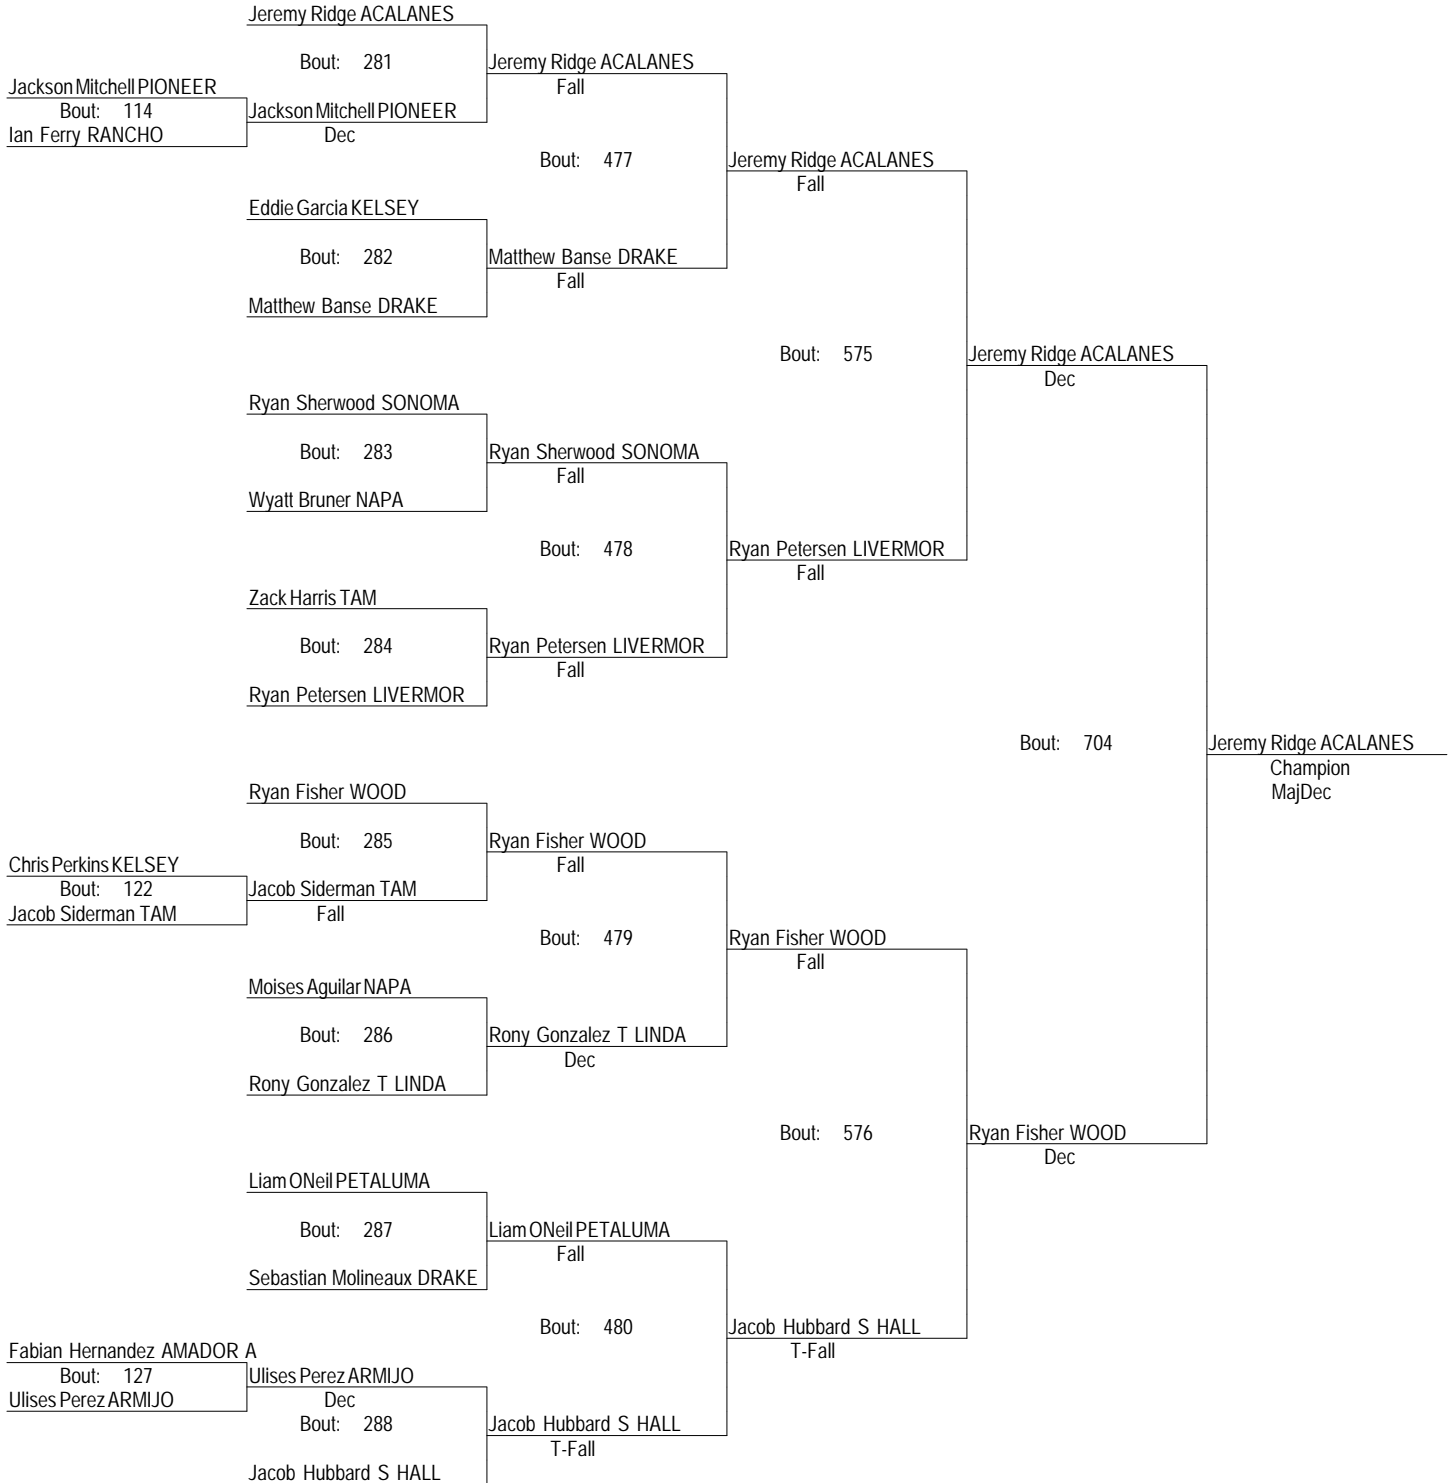 Jeremy Ridge ACALANES
Bout: 281
Jeremy Ridge ACALANES
Fall
Jackson Mitchell PIONEER
Bout: 114
Jackson Mitchell PIONEER
Ian Ferry RANCHO
Dec
Bout: 477
Jeremy Ridge ACALANES
Fall
Eddie Garcia KELSEY
Bout: 282
Matthew Banse DRAKE
Fall
Matthew Banse DRAKE
Bout: 575
Jeremy Ridge ACALANES
Dec
Ryan Sherwood SONOMA
Bout: 283
Ryan Sherwood SONOMA
Fall
Wyatt Bruner NAPA
Bout: 478
Ryan Petersen LIVERMOR
Fall
Zack Harris TAM
Bout: 284
Ryan Petersen LIVERMOR
Fall
Ryan Petersen LIVERMOR
Bout: 704
Jeremy Ridge ACALANES
Champion
MajDec
Ryan Fisher WOOD
Bout: 285
Ryan Fisher WOOD
Fall
Chris Perkins KELSEY
Bout: 122
Jacob Siderman TAM
Jacob Siderman TAM
Fall
Bout: 479
Ryan Fisher WOOD
Fall
Moises Aguilar NAPA
Bout: 286
Rony Gonzalez T LINDA
Dec
Rony Gonzalez T LINDA
Bout: 576
Ryan Fisher WOOD
Dec
Liam ONeil PETALUMA
Bout: 287
Liam ONeil PETALUMA
Fall
Sebastian Molineaux DRAKE
Bout: 480
Jacob Hubbard S HALL
T-Fall
Fabian Hernandez AMADOR A
Bout: 127
Ulises Perez ARMIJO
Ulises Perez ARMIJO
Dec
Bout: 288
Jacob Hubbard S HALL
T-Fall
Jacob Hubbard S HALL